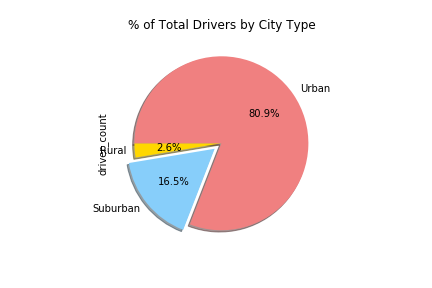 % of Total Drivers by City Type
Urban
80.9%
driver_count
Rural
2.6%
16.5%
Suburban